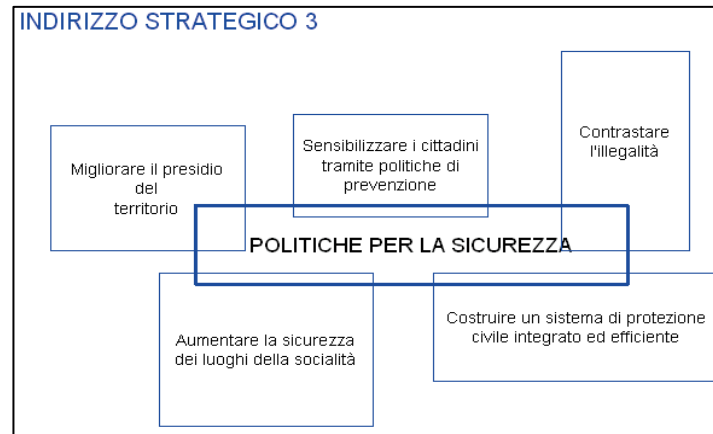 INDIRIZZO STRATEGICO 3
Migliorare il presidio
del
territorio
Sensibilizzare i cittadini
tramite politiche di
prevenzione
Contrastare
l'illegalità
POLITICHE PER LA SICUREZZA
Aumentare la sicurezza
dei luoghi della socialità
Costruire un sistema di protezione
civile integrato ed efficiente